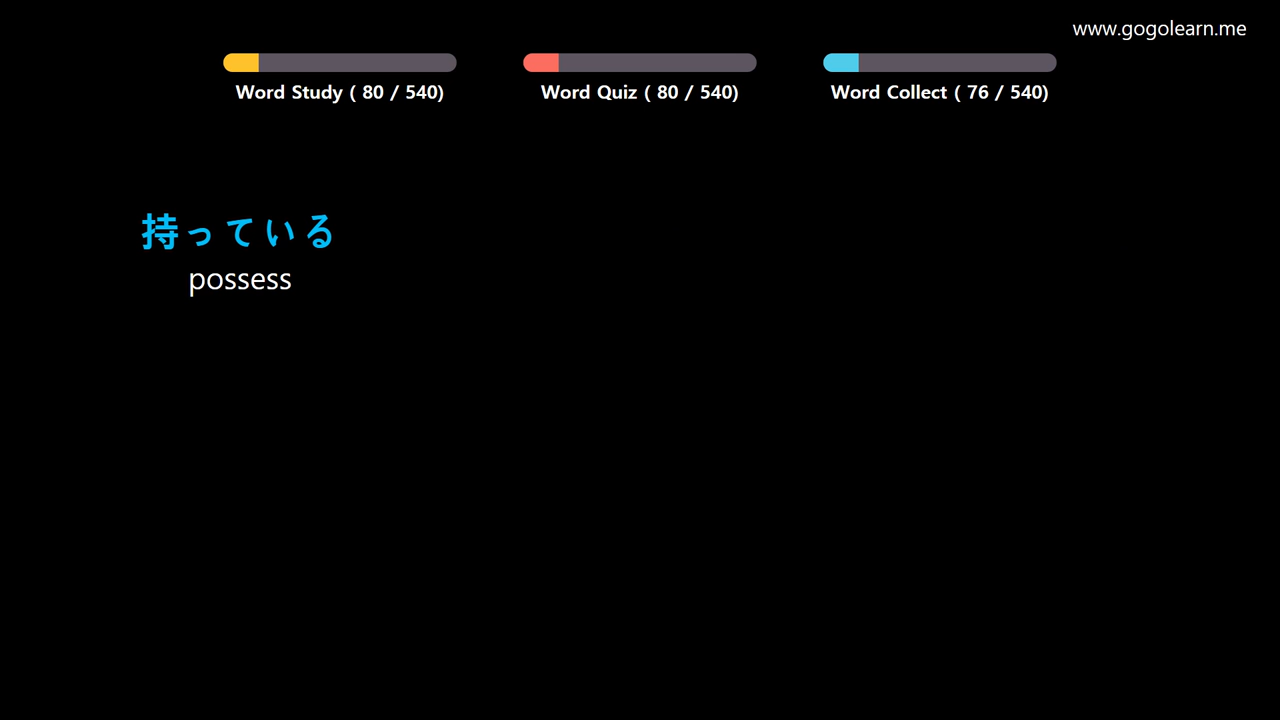 www.gogolearn.me
Word Study ( 80 / 540)
Word Quiz ( 80 / 540)
Word Collect ( 76 / 540)
持っている
possess